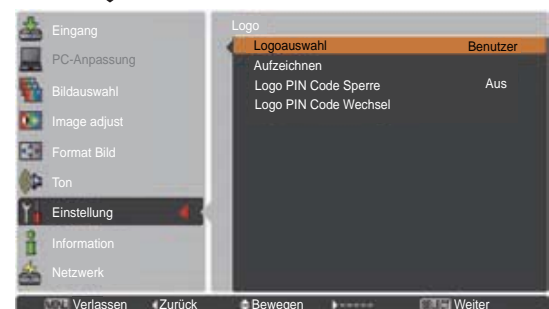 Eingang
PC-Anpassung
Bildauswahl
Image adjust
Format Bild
Ton
Einstellung
Information
Netzwerk
Logo
Logoauswahl Benutzer
Aufzeichnen
Logo PIN Code Sperre Aus
Logo PIN Code Wechsel
Verlassen Zurück Bewegen ----- Weiter